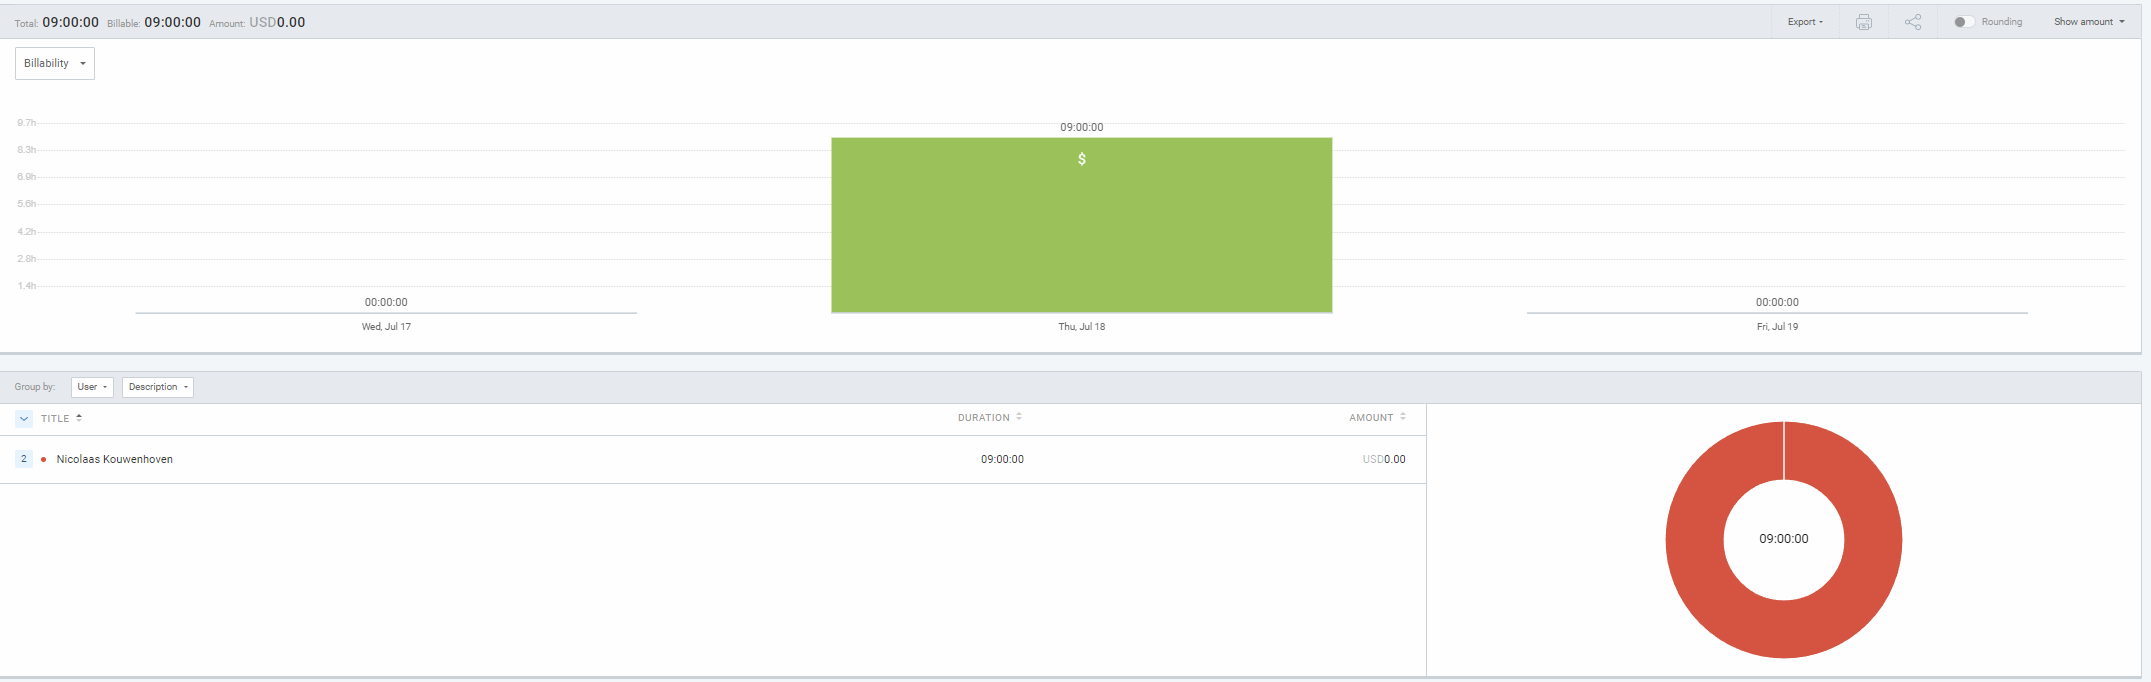 Total: 09:00:00 Billable: 09:00:00 Amount: USD0.00 Export Rounding Show amount
Billability
09:00:00
9.7h
$
8.3h
6.9h
5.6h
4.2h
2.8h
1.4h
00:00:00 00:00:00
Wed, Jul 17 Thu, Jul 18 Fri, Jul 19
Group by: User Description
TITLE DURATION AMOUNT
2 Nicolaas Kouwenhoven 09:00:00 USD0.00
09:00:00